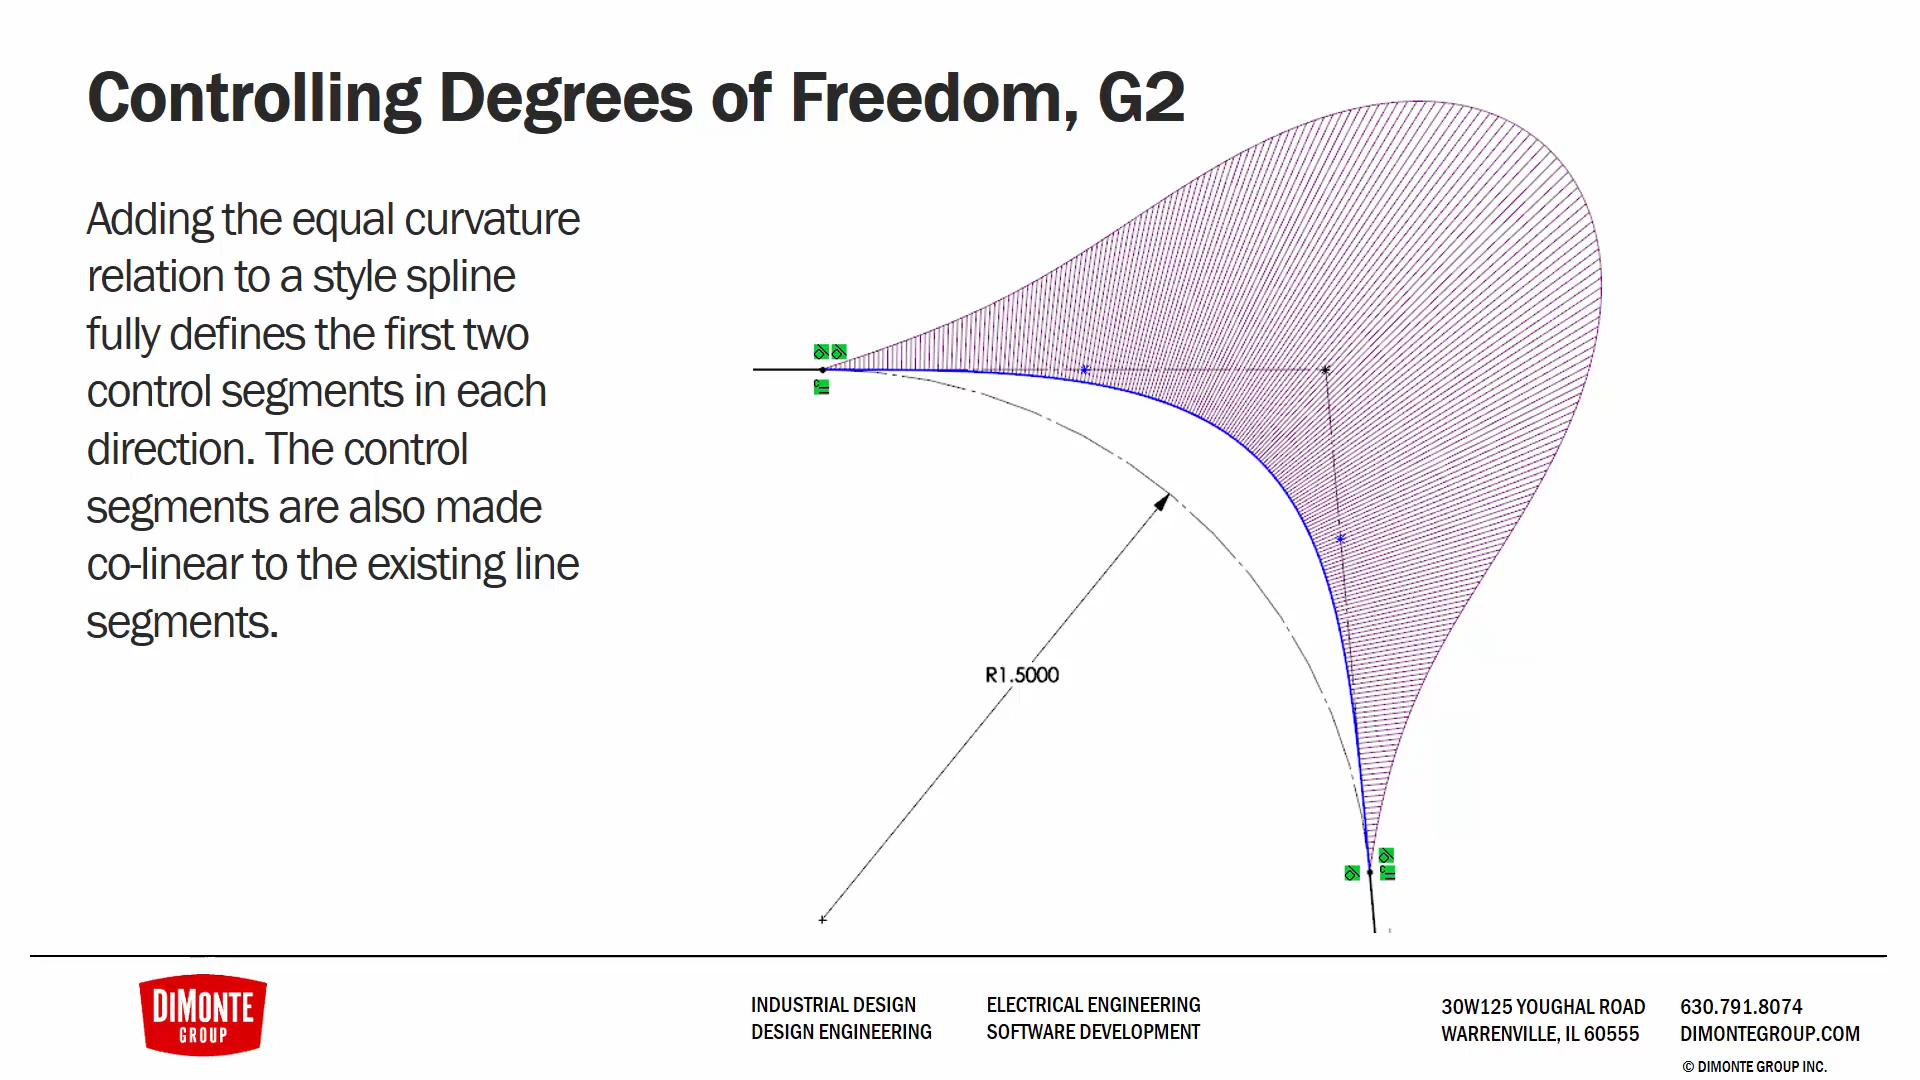 Controlling Degrees of Freedom, G2
Adding the equal curvature
relation to a style spline
fully defines the first two
control segments in each
direction. The control
segments are also made
co-linear to the existing line
segments.
R1.5000
DIMONTE
GROUP
INDUSTRIAL DESIGN
DESIGN ENGINEERING
ELECTRICAL ENGINEERING
SOFTWARE DEVELOPMENT
30W125 YOUGHAL ROAD
WARRENVILLE, IL 60555
630.791.8074
DIMONTEGROUP.COM
© DIMONTE GROUP INC.